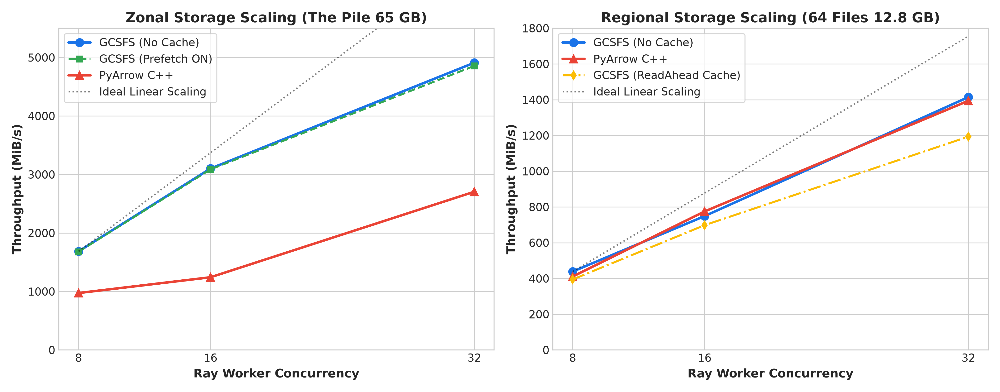 Zonal Storage Scaling (The Pile 65 GB)
GCSFS (No Cache)
GCSFS (Prefetch ON)
PyArrow C++
Ideal Linear Scaling
Throughput (MiB/s)
5000
4000
3000
2000
1000
0
8 16 32
Ray Worker Concurrency
Regional Storage Scaling (64 Files 12.8 GB)
GCSFS (No Cache)
PyArrow C++
GCSFS (ReadAhead Cache)
Ideal Linear Scaling
Throughput (MiB/s)
1800
1600
1400
1200
1000
800
600
400
200
0
8 16 32
Ray Worker Concurrency